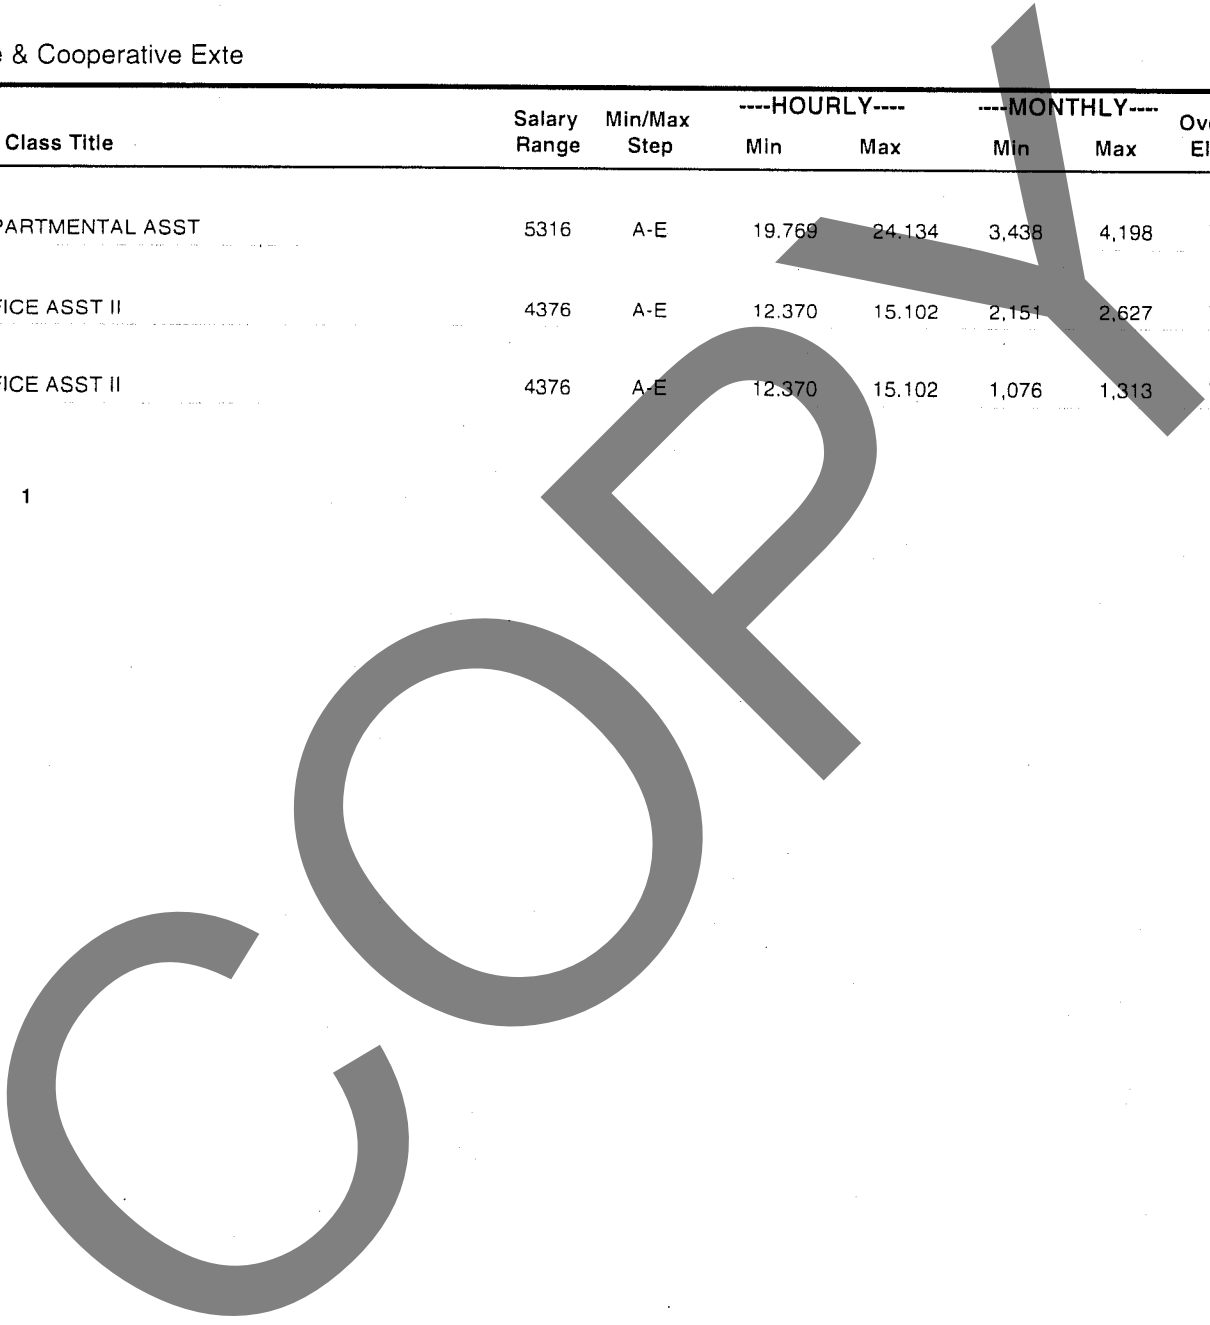 e & Cooperative Exte
----HOURLY---- ----MONTHLY----
Salary Min/Max Ove
Class Title Range Step Min Max Min Max El
PARTMENTAL ASST 5316 A-E 19.769 24.134 3,438 4,198
FICE ASST II 4376 A-E 12.370 15.102 2,151 2,627
FICE ASST II 4376 A-E 12.370 15.102 1,076 1,313
1
COPY